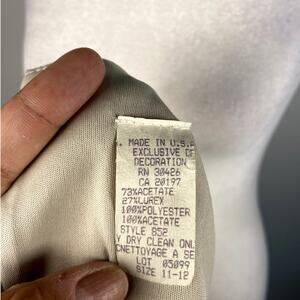 MADE IN U.S.A
EXCLUSIVE OF
DECORATION
RN 30426
CA 20197
73%ACETATE
27%LUREX
100%POLYESTER
100%ACETATE
STYLE 852
Y DRY CLEAN ONL
NETTOYAGE A SE
LOT 05099
SIZE 11-12